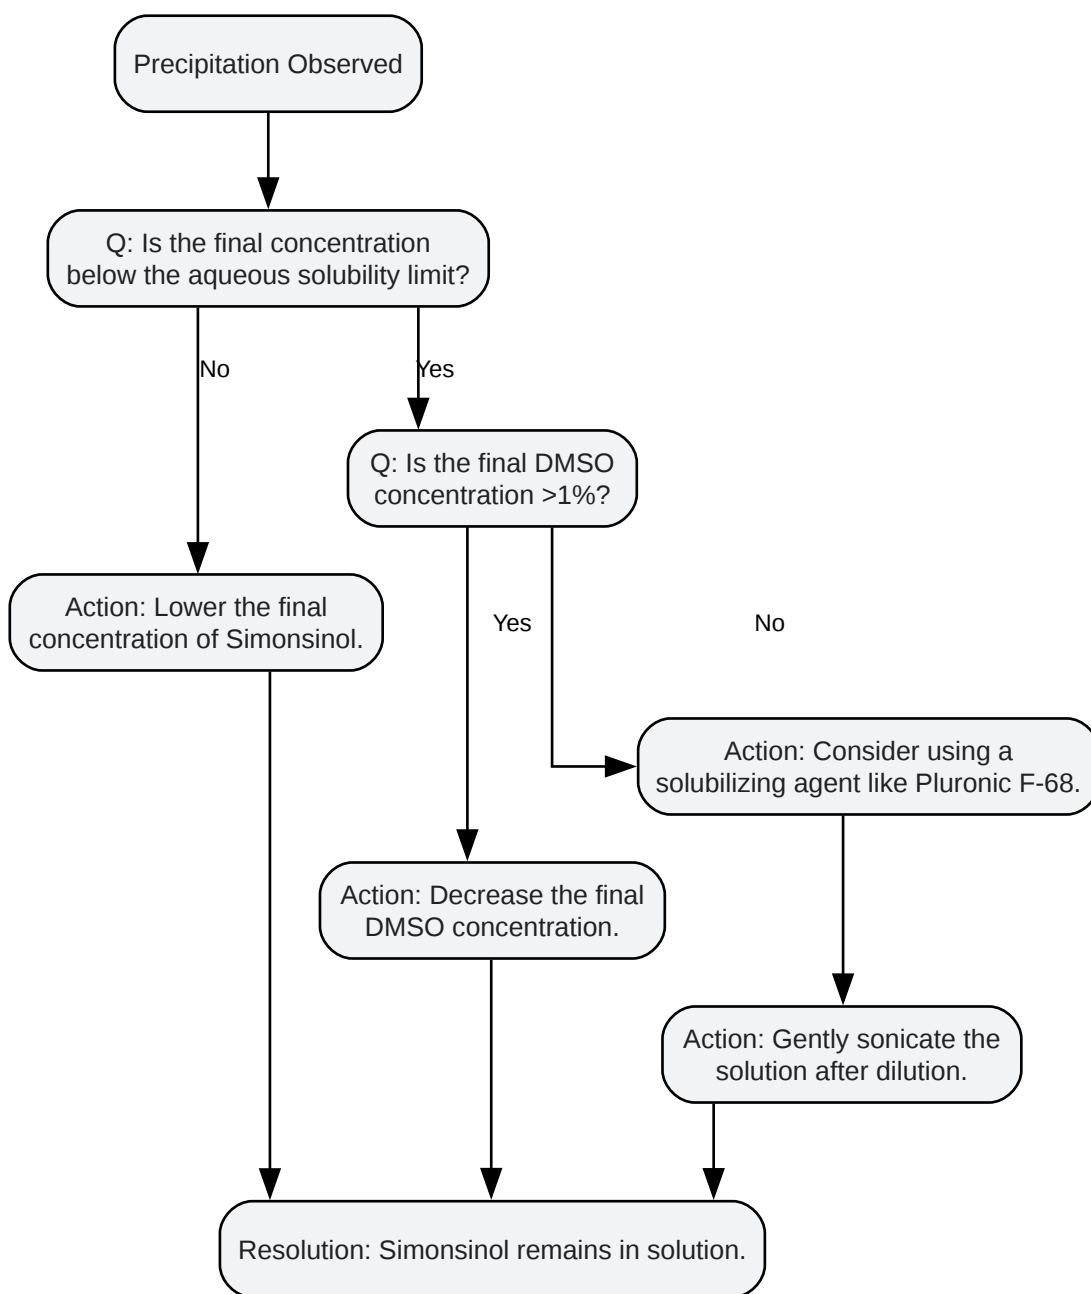 Precipitation Observed
Q: Is the final concentration
below the aqueous solubility limit?
No
Yes
Q: Is the final DMSO
concentration >1%?
Action: Lower the final
concentration of Simonsinol.
Yes
No
Action: Consider using a
solubilizing agent like Pluronic F-68.
Action: Decrease the final
DMSO concentration.
Action: Gently sonicate the
solution after dilution.
Resolution: Simonsinol remains in solution.